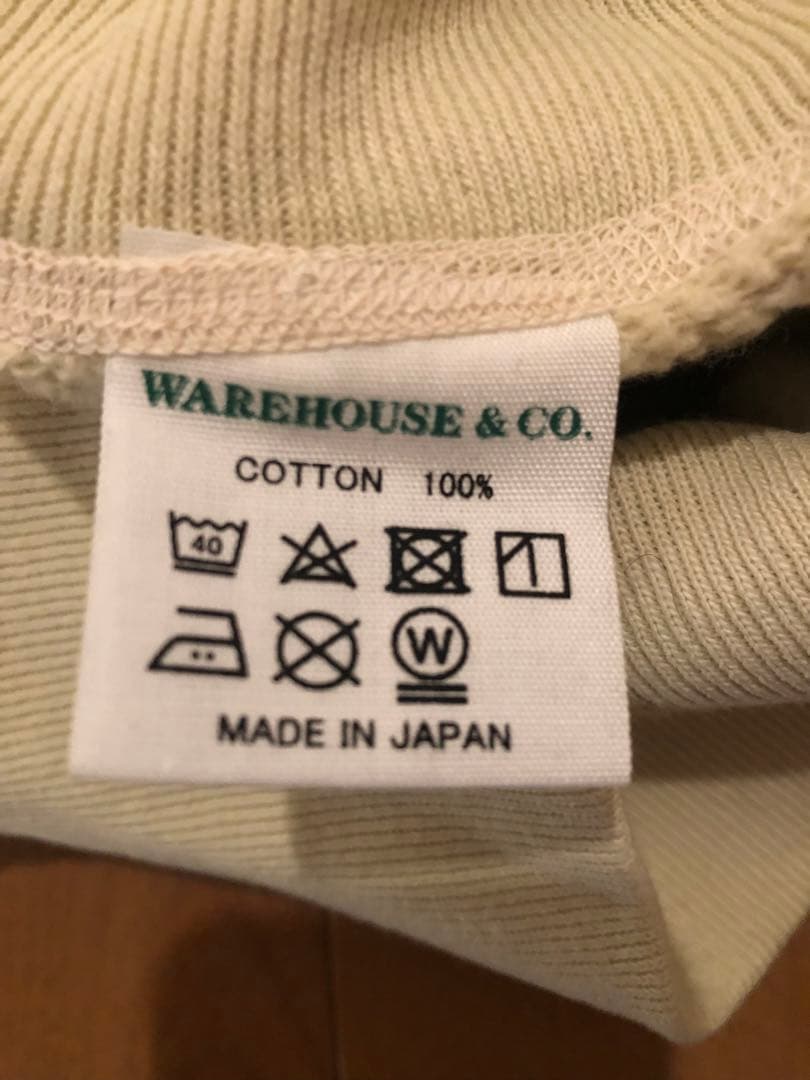 WAREHOUSE & CO.
COTTON 100%
40
W
MADE IN JAPAN